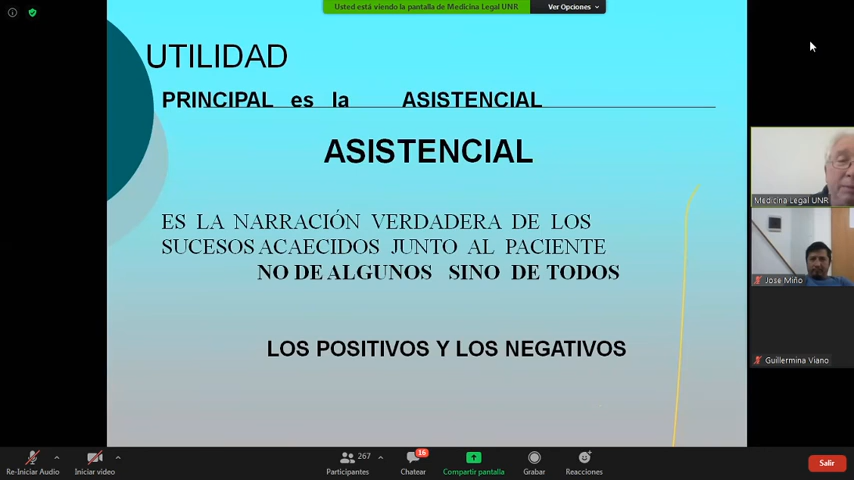 Usted está viendo la pantalla de Medicina Legal UNR
Ver Opciones
UTILIDAD
PRINCIPAL es la ASISTENCIAL
ASISTENCIAL
ES LA NARRACIÓN VERDADERA DE LOS
SUCESOS ACAECIDOS JUNTO AL PACIENTE
NO DE ALGUNOS SINO DE TODOS
LOS POSITIVOS Y LOS NEGATIVOS
Medicina Legal UNR
Jose Miño
Guillermina Viano
Re-Iniciar Audio
Iniciar video
267
Participantes
16
Chatear
Compartir pantalla
Grabar
Reacciones
Salir